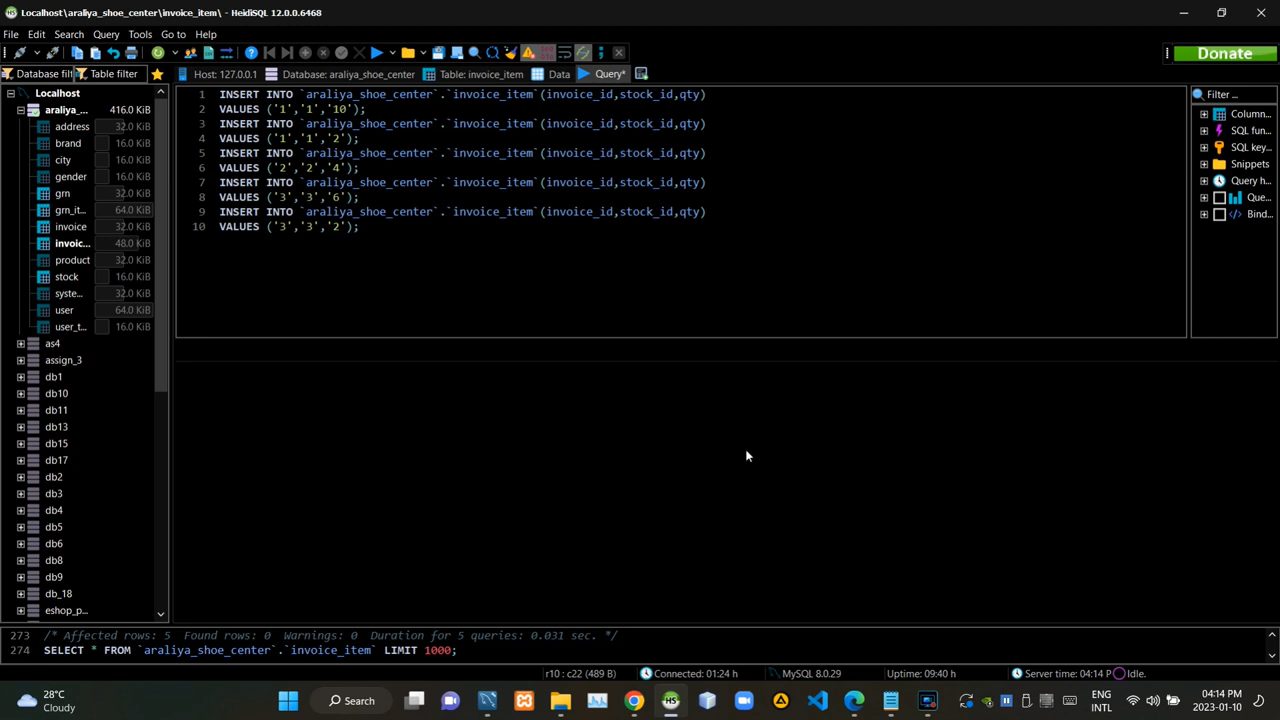 Localhost\araliya_shoe_center\invoice_item\ - HeidiSQL 12.0.0.6468
File Edit Search Query Tools Go to Help
Donate
Database filt Table filter Host: 127.0.0.1 Database: araliya_shoe_center Table: invoice_item Data Query*
Localhost
araliya_... 416.0 KiB
address 32.0 KiB
brand 16.0 KiB
city 16.0 KiB
gender 16.0 KiB
grn 32.0 KiB
grn_it... 64.0 KiB
invoice 32.0 KiB
invoic... 48.0 KiB
product 32.0 KiB
stock 16.0 KiB
syste... 32.0 KiB
user 64.0 KiB
user_t... 16.0 KiB
as4
assign_3
db1
db10
db11
db13
db15
db17
db2
db3
db4
db5
db6
db8
db9
db_18
eshop_p...
1 INSERT INTO `araliya_shoe_center`.`invoice_item`(invoice_id,stock_id,qty)
2 VALUES ('1','1','10');
3 INSERT INTO `araliya_shoe_center`.`invoice_item`(invoice_id,stock_id,qty)
4 VALUES ('1','1','2');
5 INSERT INTO `araliya_shoe_center`.`invoice_item`(invoice_id,stock_id,qty)
6 VALUES ('2','2','4');
7 INSERT INTO `araliya_shoe_center`.`invoice_item`(invoice_id,stock_id,qty)
8 VALUES ('3','3','6');
9 INSERT INTO `araliya_shoe_center`.`invoice_item`(invoice_id,stock_id,qty)
10 VALUES ('3','3','2');
Filter ...
Column...
SQL fun...
SQL key...
Snippets
Query h...
Que...
Bind...
273 /* Affected rows: 5 Found rows: 0 Warnings: 0 Duration for 5 queries: 0.031 sec. */
274 SELECT * FROM `araliya_shoe_center`.`invoice_item` LIMIT 1000;
r10 : c22 (489 B) Connected: 01:24 h MySQL 8.0.29 Uptime: 09:40 h Server time: 04:14 P Idle.
28°C
Cloudy
Search
HS
ENG
INTL
04:14 PM
2023-01-10